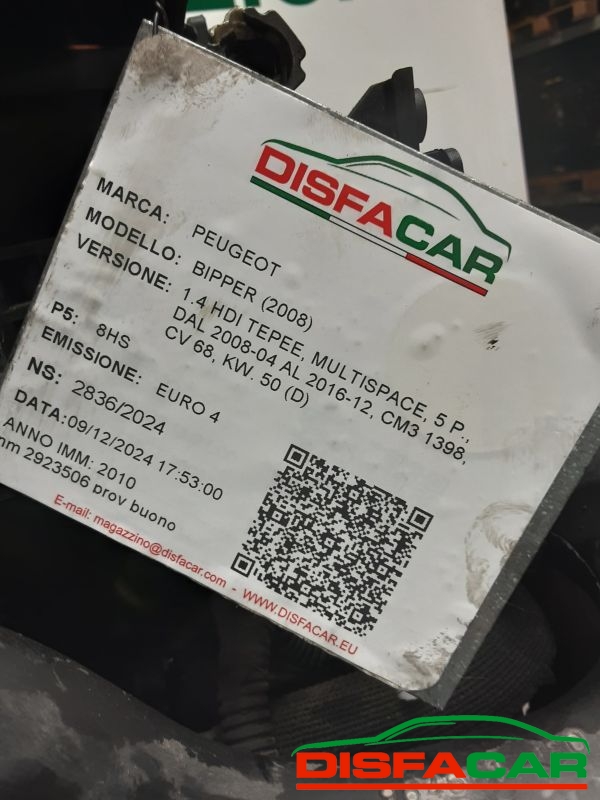 DISFACAR
MARCA: PEUGEOT
MODELLO: BIPPER (2008)
VERSIONE: 1.4 HDI TEPEE, MULTISPACE, 5 P.,
DAL 2008-04 AL 2016-12, CM3 1398,
CV 68, KW. 50 (D)
P5: 8HS
EMISSIONE: EURO 4
NS: 2836/2024
DATA:09/12/2024 17:53:00
ANNO IMM: 2010
2923506 prov buono
E-mail: magazzino@disfacar.com - WWW.DISFACAR.EU
DISFACAR